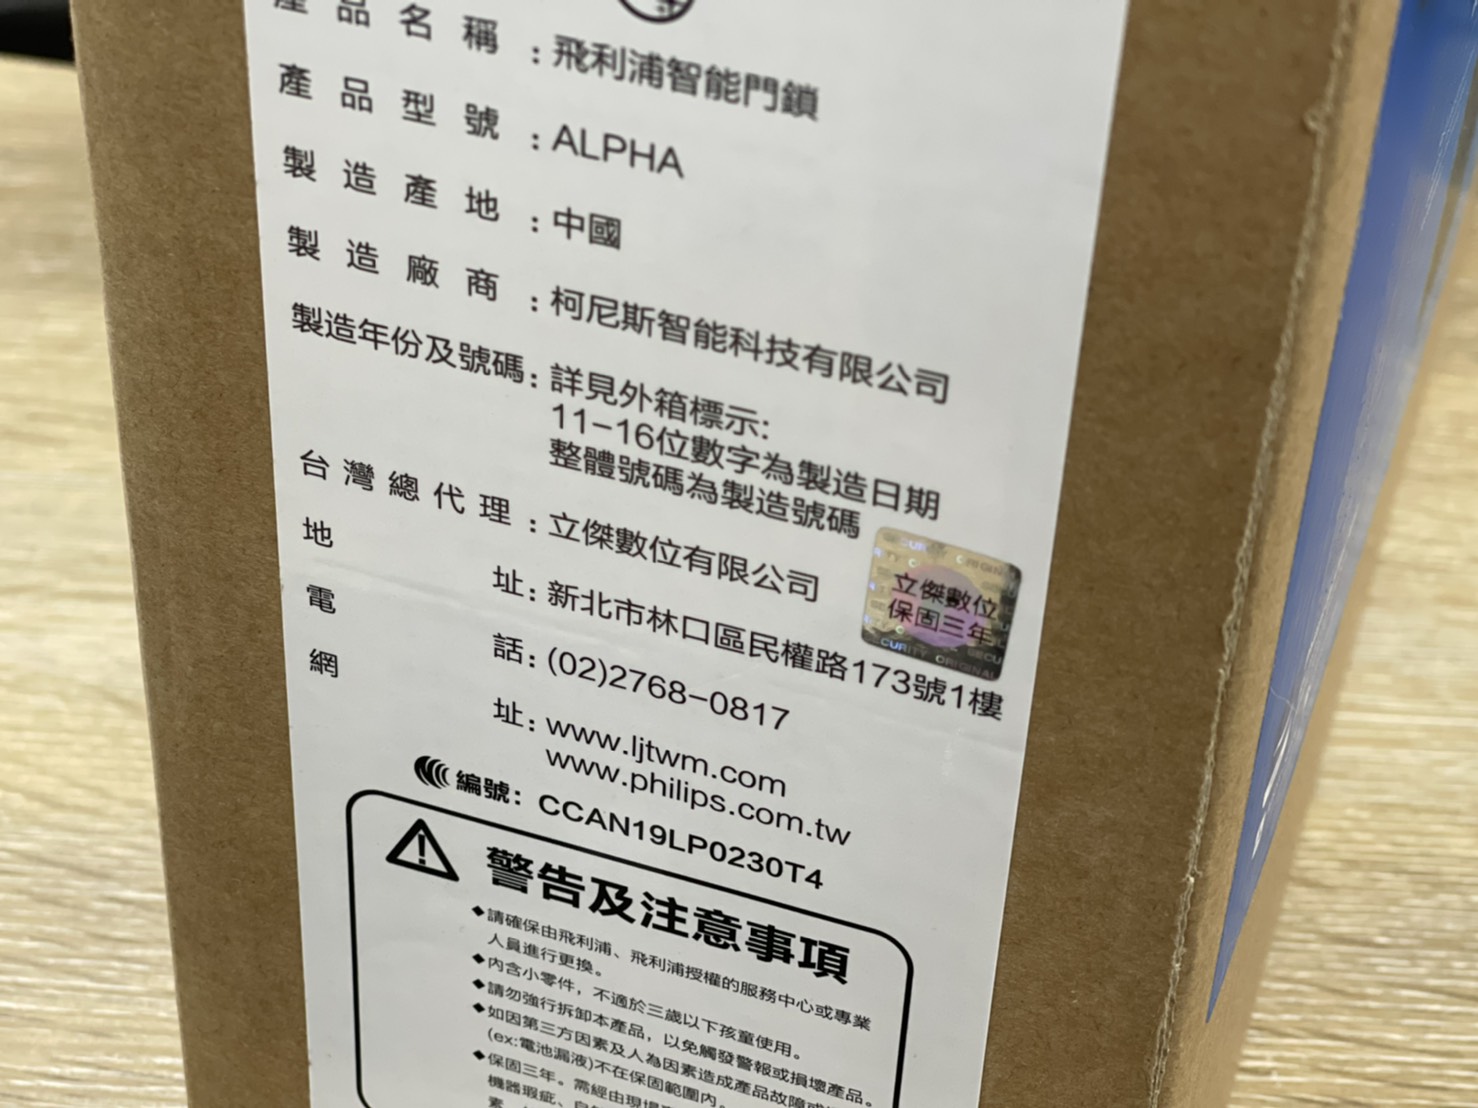 產品名稱：飛利浦智能門鎖
產品型號：ALPHA
製造產地：中國
製造廠商：柯尼斯智能科技有限公司
製造年份及號碼：詳見外箱標示:
11-16位數字為製造日期
整體號碼為製造號碼
台灣總代理：立傑數位有限公司
立傑數位
保固三年
地址：新北市林口區民權路173號1樓
電話：(02)2768-0817
網址：www.ljtwm.com
www.philips.com.tw
編號：CCAN19LP0230T4
警告及注意事項
◆請確保由飛利浦、飛利浦授權的服務中心或專業
人員進行更換。
◆內含小零件，不適於三歲以下孩童使用。
◆請勿強行拆卸本產品，以免觸發警報或損壞產品。
◆如因第三方因素及人為因素造成產品故障或
(ex:電池漏液)不在保固範圍內。
◆保固三年。需經由現場
機器瑕疵、
素